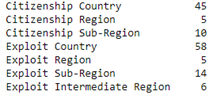 Citizenship Country 45
Citizenship Region 5
Citizenship Sub-Region 10
Exploit Country 58
Exploit Region 5
Exploit Sub-Region 14
Exploit Intermediate Region 6